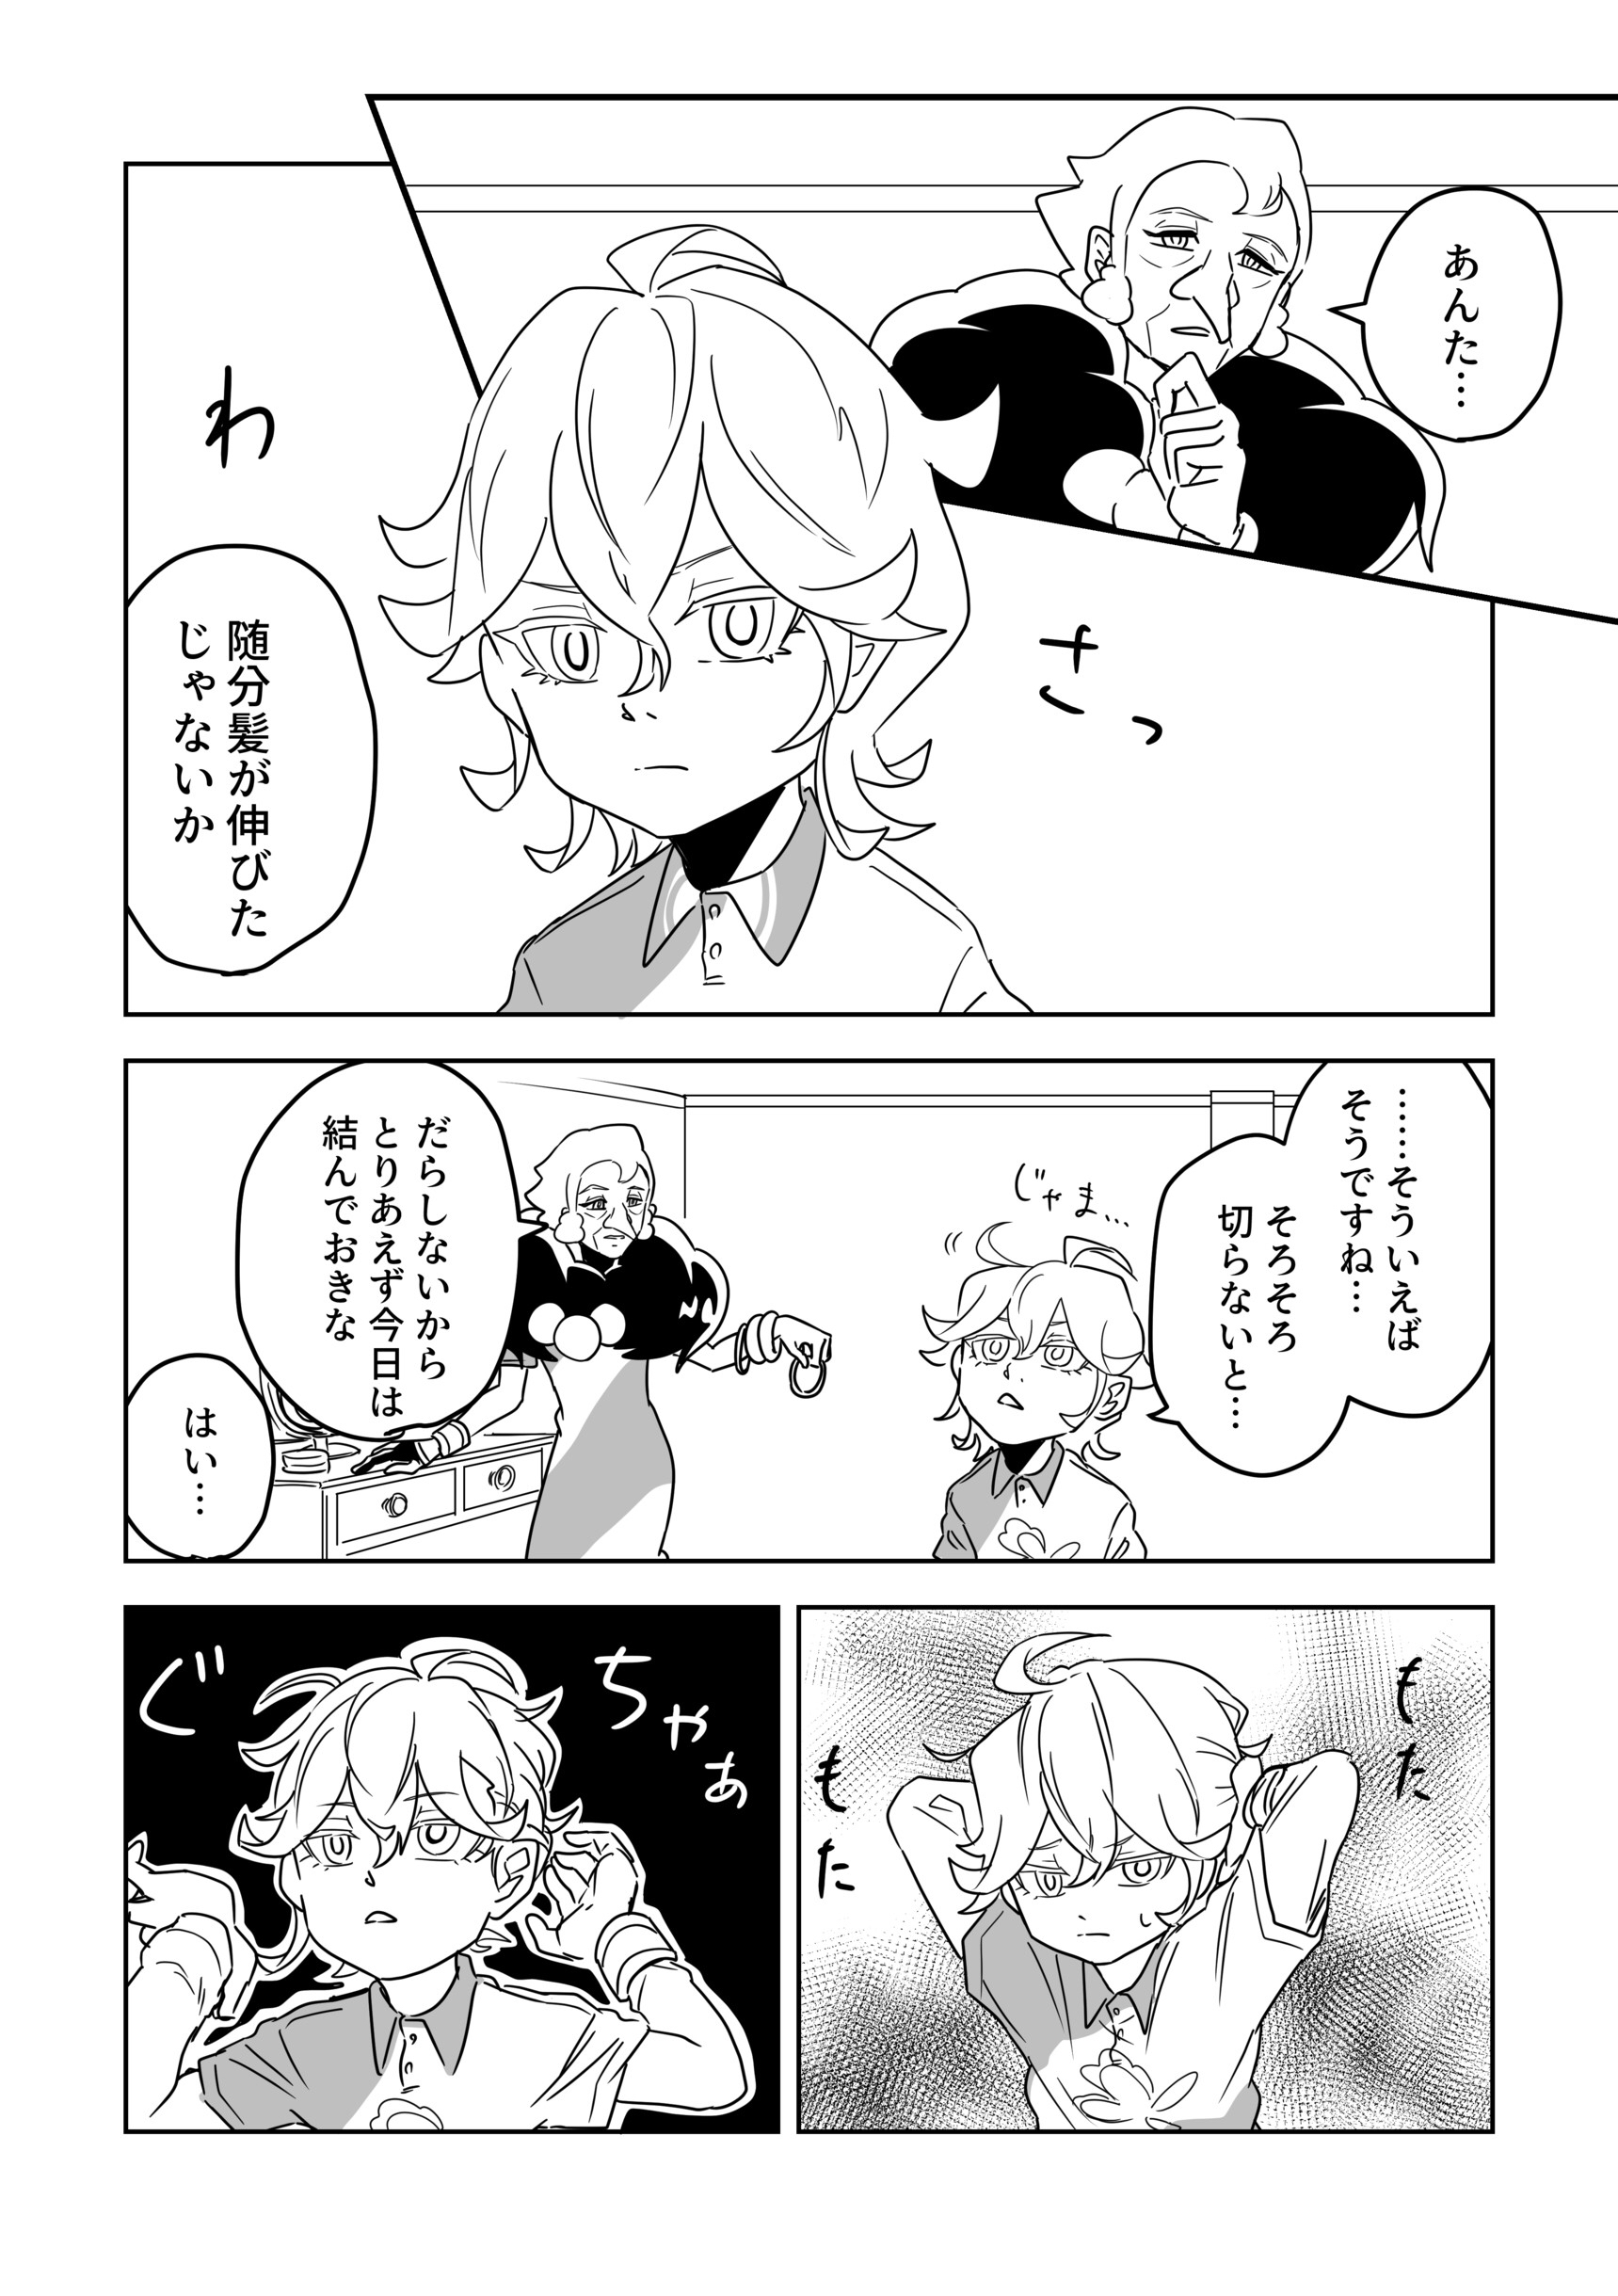 あんた…
わ
さっ
随分髪が伸びた
じゃないか
……そういえば
そうですね…
そろそろ
切らないと…
じゃま…
だらしないから
とりあえず今日は
結んでおきな
はい…
もた
もた
ぐ
ちゃぁ